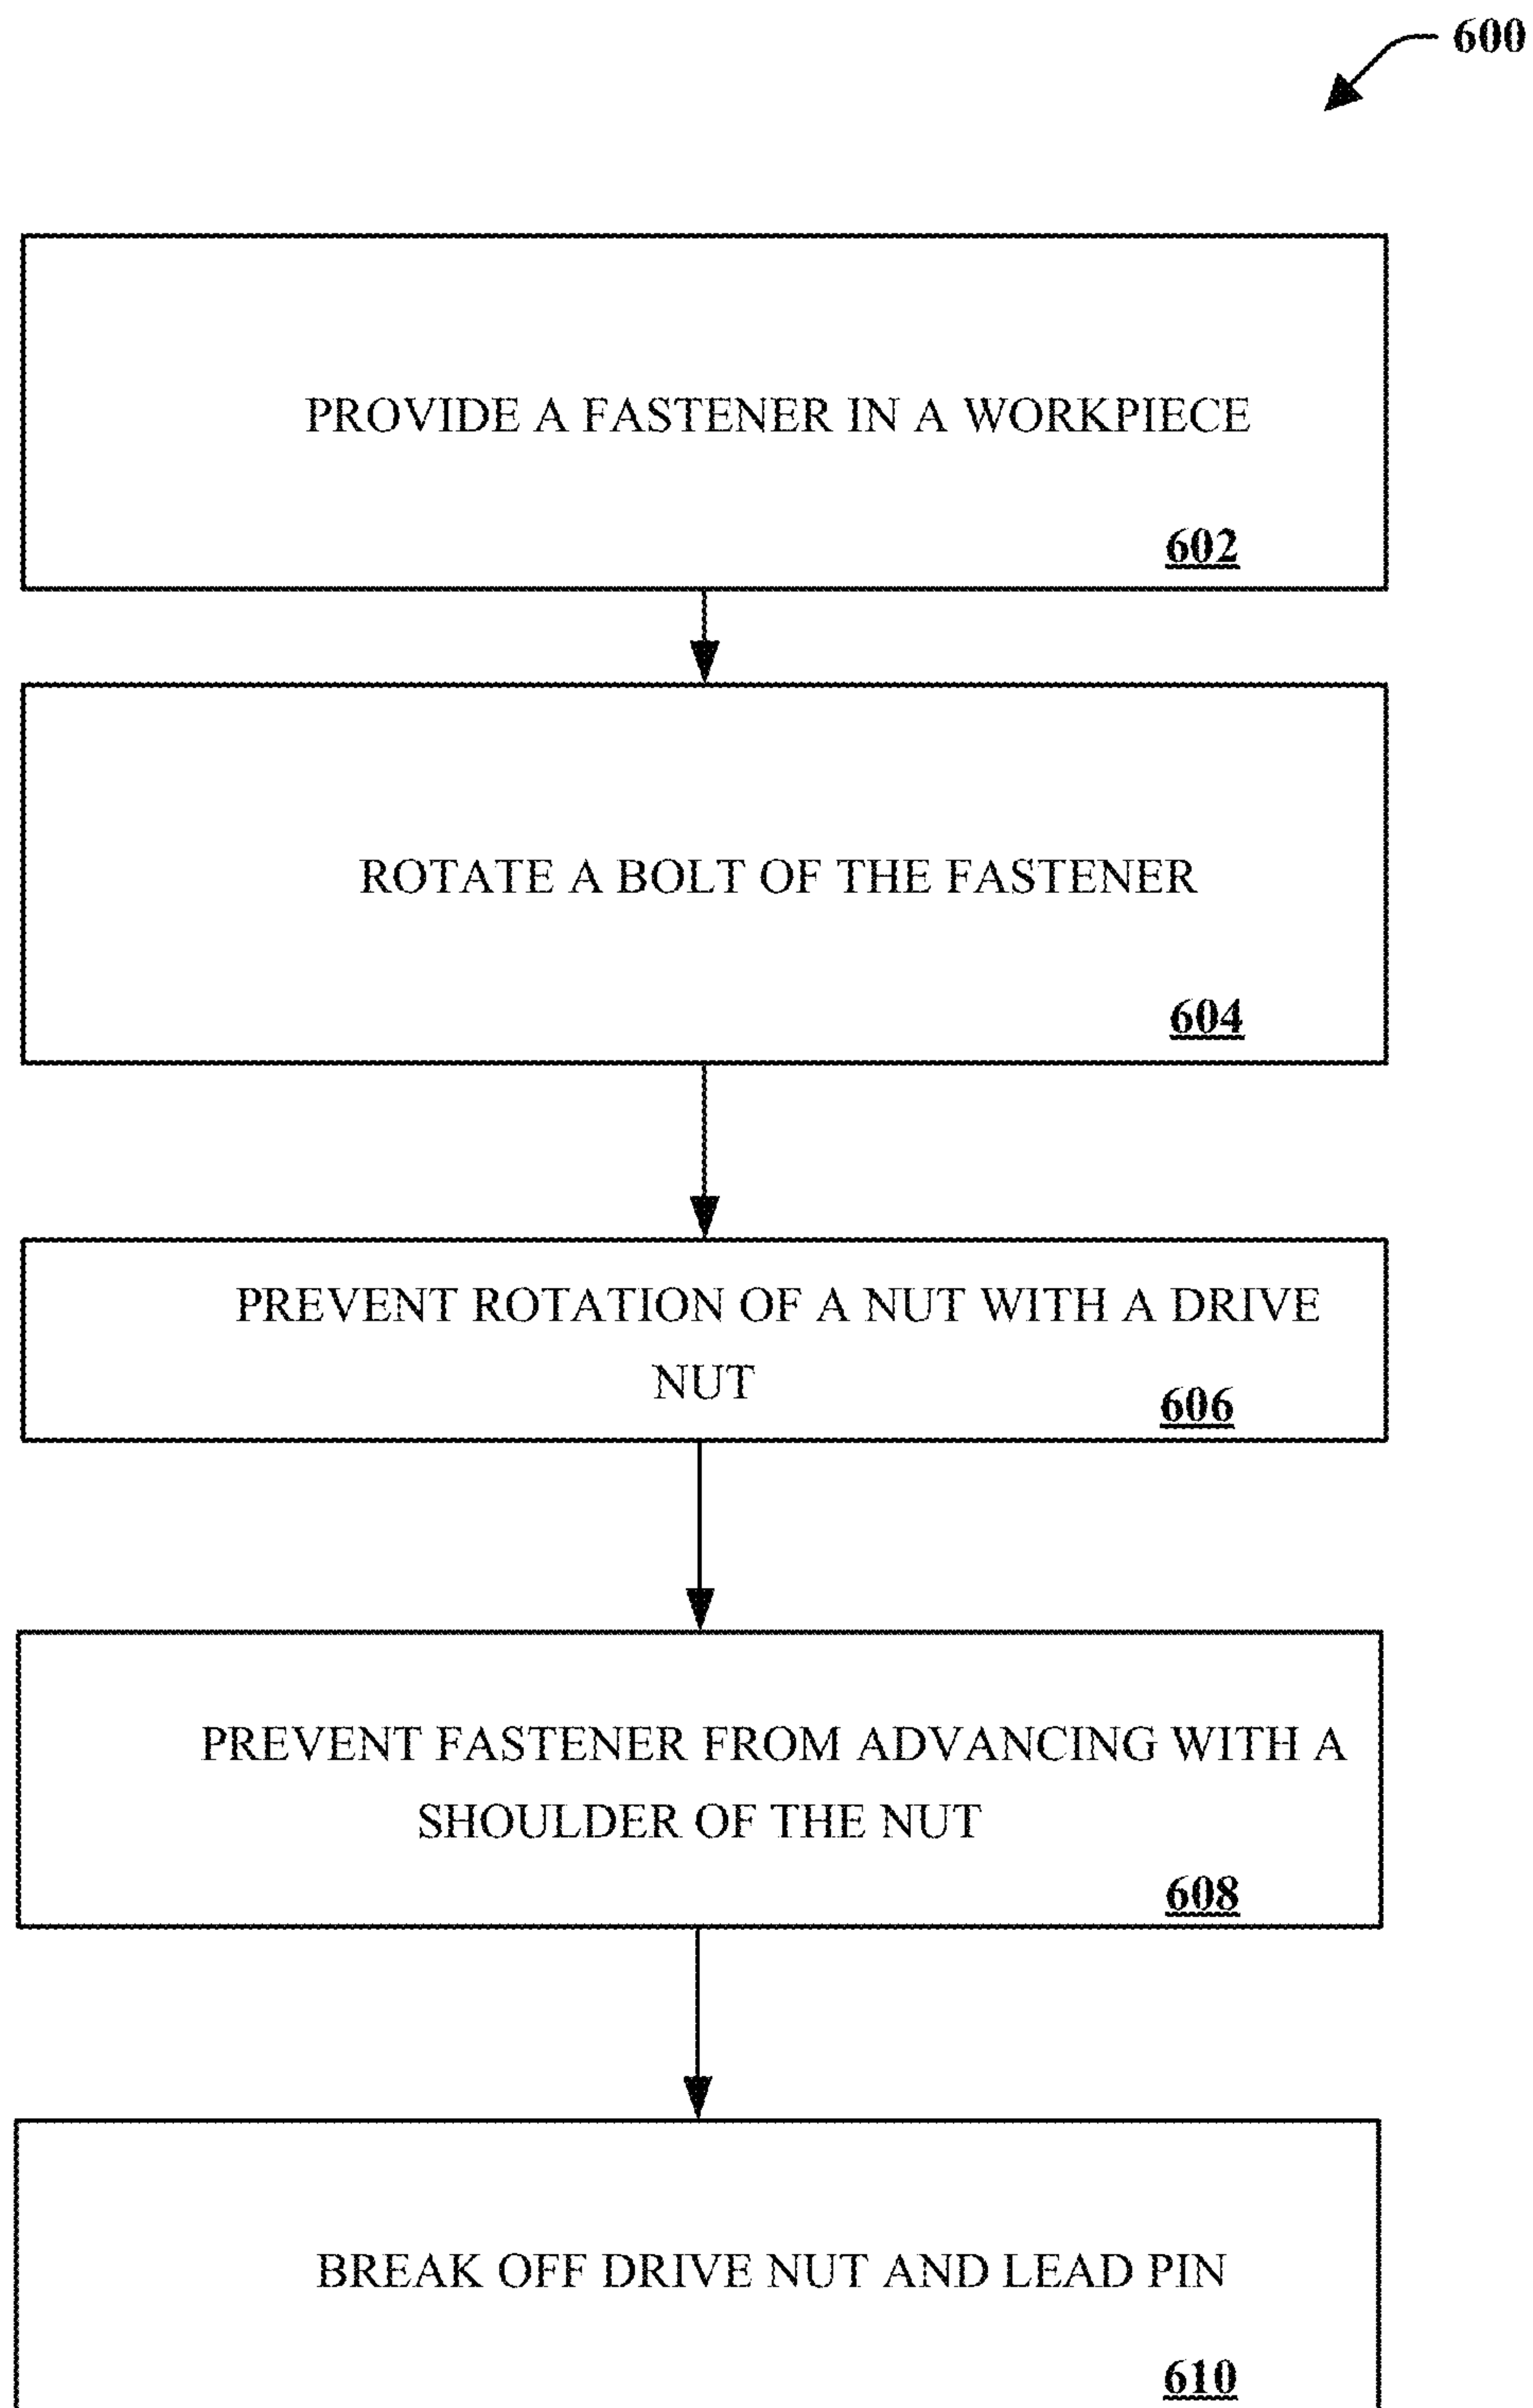 600
PROVIDE A FASTENER IN A WORKPIECE
602
ROTATE A BOLT OF THE FASTENER
604
PREVENT ROTATION OF A NUT WITH A DRIVE
NUT
606
PREVENT FASTENER FROM ADVANCING WITH A
SHOULDER OF THE NUT
608
BREAK OFF DRIVE NUT AND LEAD PIN
610